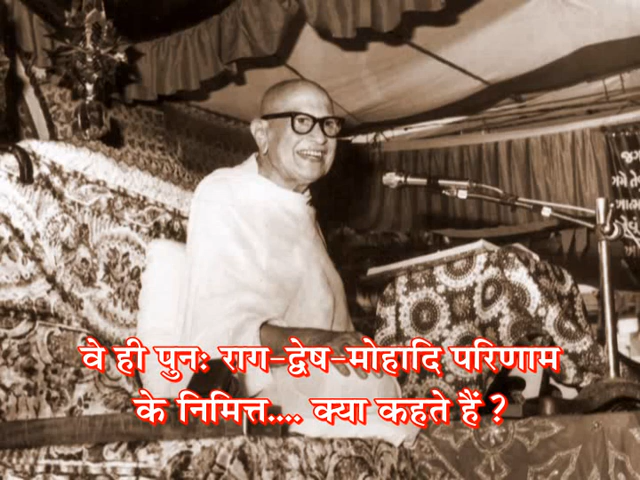 वे ही पुनः राग-द्वेष-मोहादि परिणाम
के निमित्त.... क्या कहते हैं ?